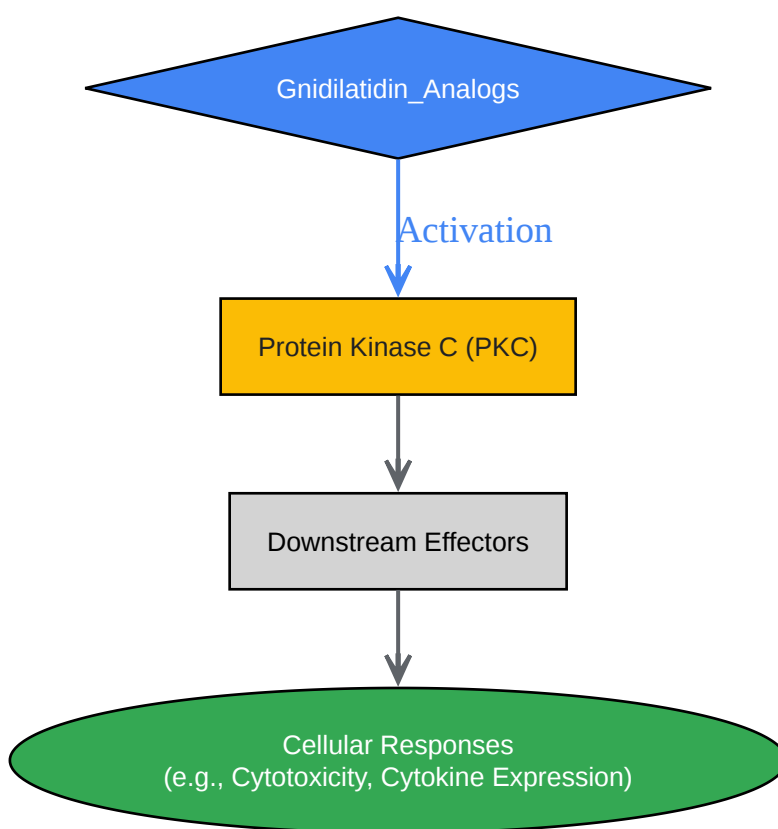 Gnidilatidin_Analogs
Activation
Protein Kinase C (PKC)
Downstream Effectors
Cellular Responses
(e.g., Cytotoxicity, Cytokine Expression)